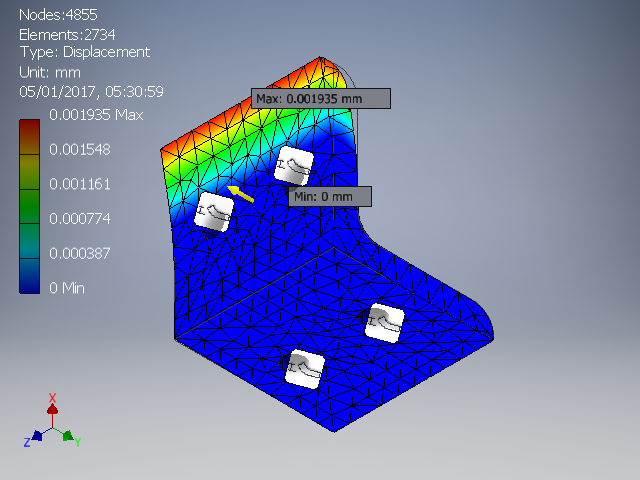 Nodes:4855
Elements:2734
Type: Displacement
Unit: mm
05/01/2017, 05:30:59
0.001935 Max
0.001548
0.001161
0.000774
0.000387
0 Min
Max: 0.001935 mm
Min: 0 mm
X
Z
Y